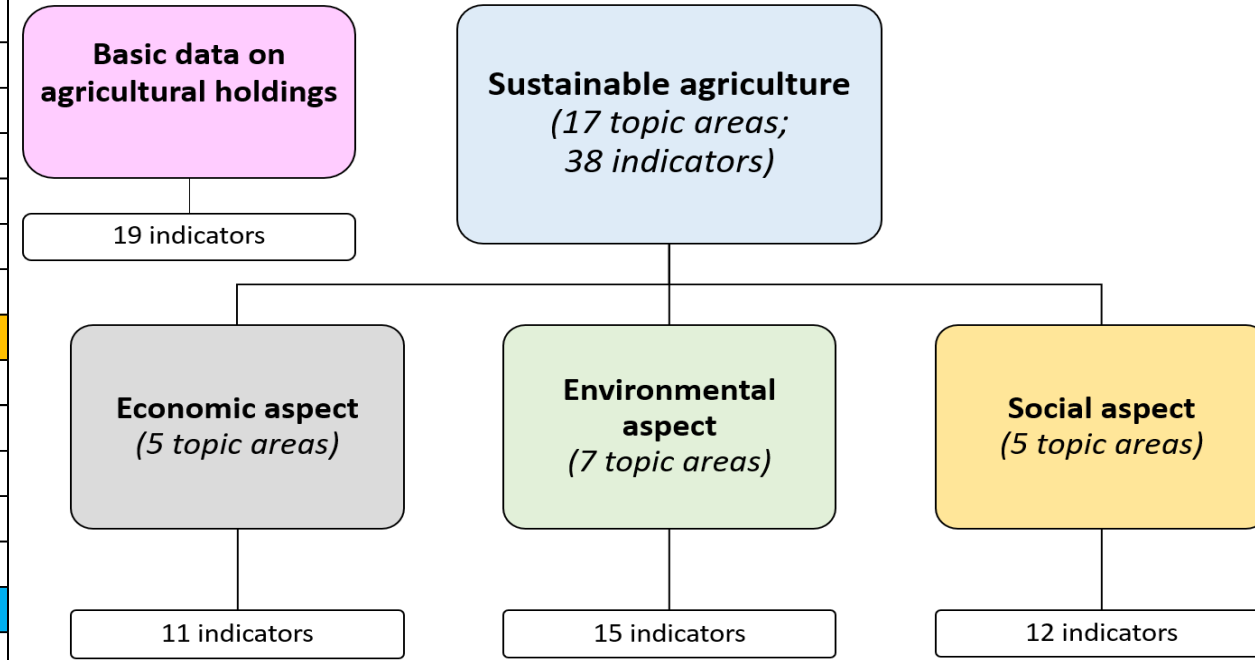 Basic data on
agricultural holdings
19 indicators
Sustainable agriculture
(17 topic areas;
38 indicators)
Economic aspect
(5 topic areas)
11 indicators
Environmental
aspect
(7 topic areas)
15 indicators
Social aspect
(5 topic areas)
12 indicators